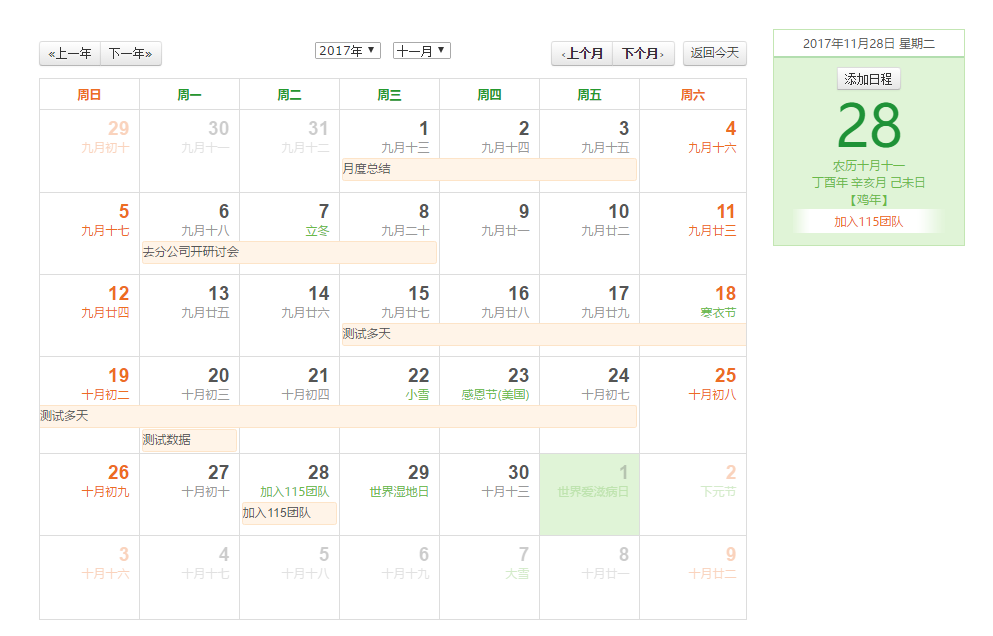 «上一年 下一年» 2017年 ▼ 十一月 ▼ ‹上个月 下个月› 返回今天
周日 周一 周二 周三 周四 周五 周六
29 30 31 1 2 3 4
九月初十 九月十一 九月十二 九月十三 九月十四 九月十五 九月十六
月度总结
5 6 7 8 9 10 11
九月十七 九月十八 立冬 九月二十 九月廿一 九月廿二 九月廿三
去分公司开研讨会
12 13 14 15 16 17 18
九月廿四 九月廿五 九月廿六 九月廿七 九月廿八 九月廿九 寒衣节
测试多天
19 20 21 22 23 24 25
十月初二 十月初三 十月初四 小雪 感恩节(美国) 十月初七 十月初八
测试多天
测试数据
26 27 28 29 30 1 2
十月初九 十月初十 加入115团队 世界湿地日 十月十三 世界爱滋病日 下元节
加入115团队
3 4 5 6 7 8 9
十月十六 十月十七 十月十八 十月十九 大雪 十月廿一 十月廿二
2017年11月28日 星期二
添加日程
28
农历十月十一
丁酉年 辛亥月 己未日
【鸡年】
加入115团队